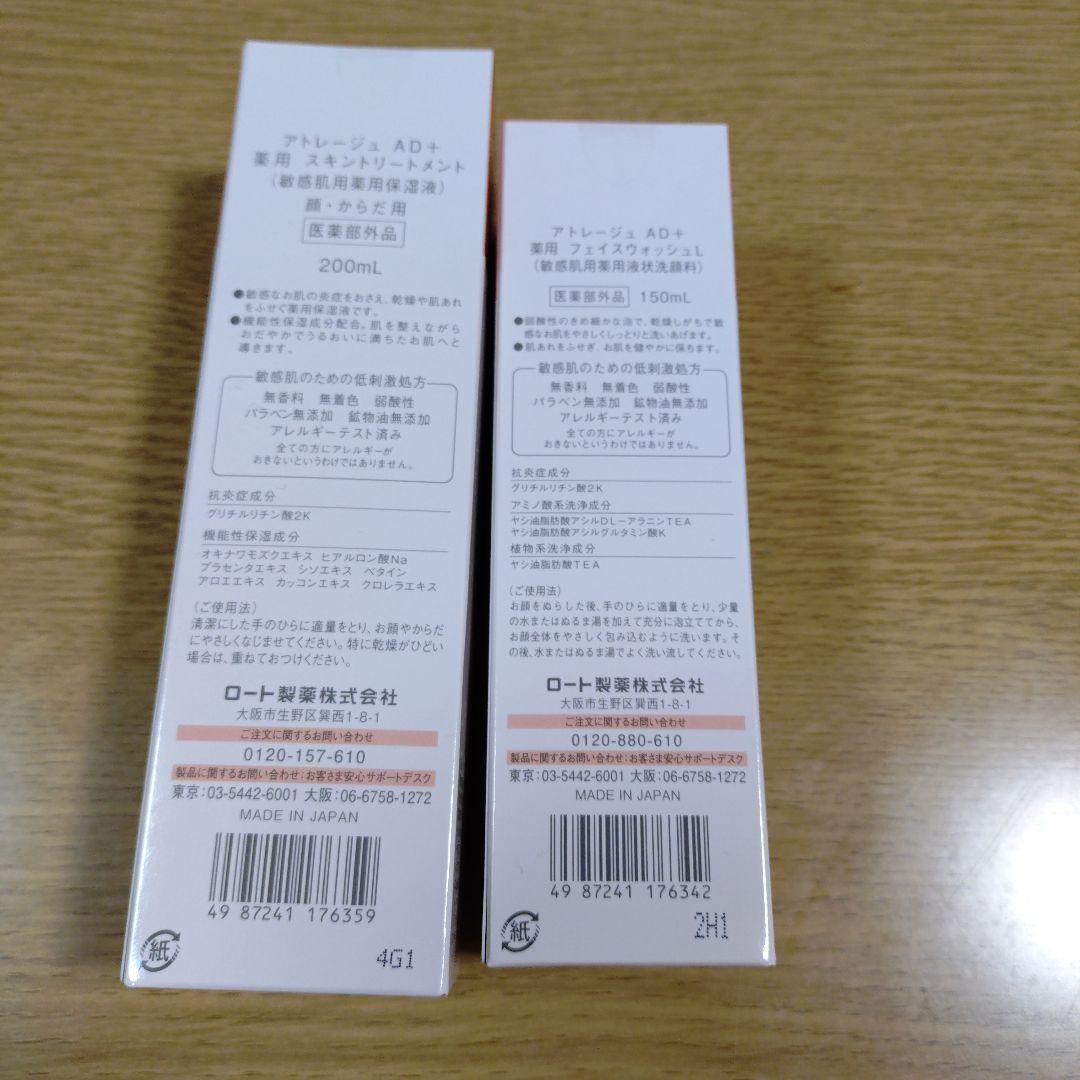 アトレージュ AD+
薬用 スキントリートメント
(敏感肌用薬用保湿液)
顔・からだ用
医薬部外品
200mL
●敏感なお肌の炎症をおさえ、乾燥や肌あれ
をふせぐ薬用保湿液です。
●機能性保湿成分配合。肌を整えながら
おだやかでうるおいに満ちたお肌へと
導きます。
敏感肌のための低刺激処方
無香料 無着色 弱酸性
パラベン無添加 鉱物油無添加
アレルギーテスト済み
全ての方にアレルギーが
おきないというわけではありません。
抗炎症成分
グリチルリチン酸2K
機能性保湿成分
オキナワモズクエキス ヒアルロン酸Na
プラセンタエキス シソエキス ベタイン
アロエエキス カッコンエキス クロレラエキス
〈ご使用法〉
清潔にした手のひらに適量をとり、お顔やからだ
にやさしくなじませてください。特に乾燥がひどい
場合は、重ねておつけください。
ロート製薬株式会社
大阪市生野区巽西1-8-1
ご注文に関するお問い合わせ
0120-157-610
製品に関するお問い合わせ:お客さま安心サポートデスク
東京:03-5442-6001 大阪:06-6758-1272
MADE IN JAPAN
49 87241 176359
紙
4G1
アトレージュ AD+
薬用 フェイスウォッシュL
(敏感肌用薬用液状洗顔料)
医薬部外品 150mL
●弱酸性のきめ細かな泡で、乾燥しがちで敏
感なお肌をやさしくしっとりと洗いあげます。
●肌あれをふせぎ、お肌を健やかに保ちます。
敏感肌のための低刺激処方
無香料 無着色 弱酸性
パラベン無添加 鉱物油無添加
アレルギーテスト済み
全ての方にアレルギーが
おきないというわけではありません。
抗炎症成分
グリチルリチン酸2K
アミノ酸系洗浄成分
ヤシ油脂肪酸アシルDL-アラニンTEA
ヤシ油脂肪酸アシルグルタミン酸K
植物系洗浄成分
ヤシ油脂肪酸TEA
〈ご使用法〉
お顔をぬらした後、手のひらに適量をとり、少量
の水またはぬるま湯を加えて充分に泡立ててから、
お顔全体をやさしく包み込むように洗います。そ
の後、水またはぬるま湯でよく洗い流してください。
ロート製薬株式会社
大阪市生野区巽西1-8-1
ご注文に関するお問い合わせ
0120-880-610
製品に関するお問い合わせ:お客さま安心サポートデスク
東京:03-5442-6001 大阪:06-6758-1272
MADE IN JAPAN
49 87241 176342
紙
2H1